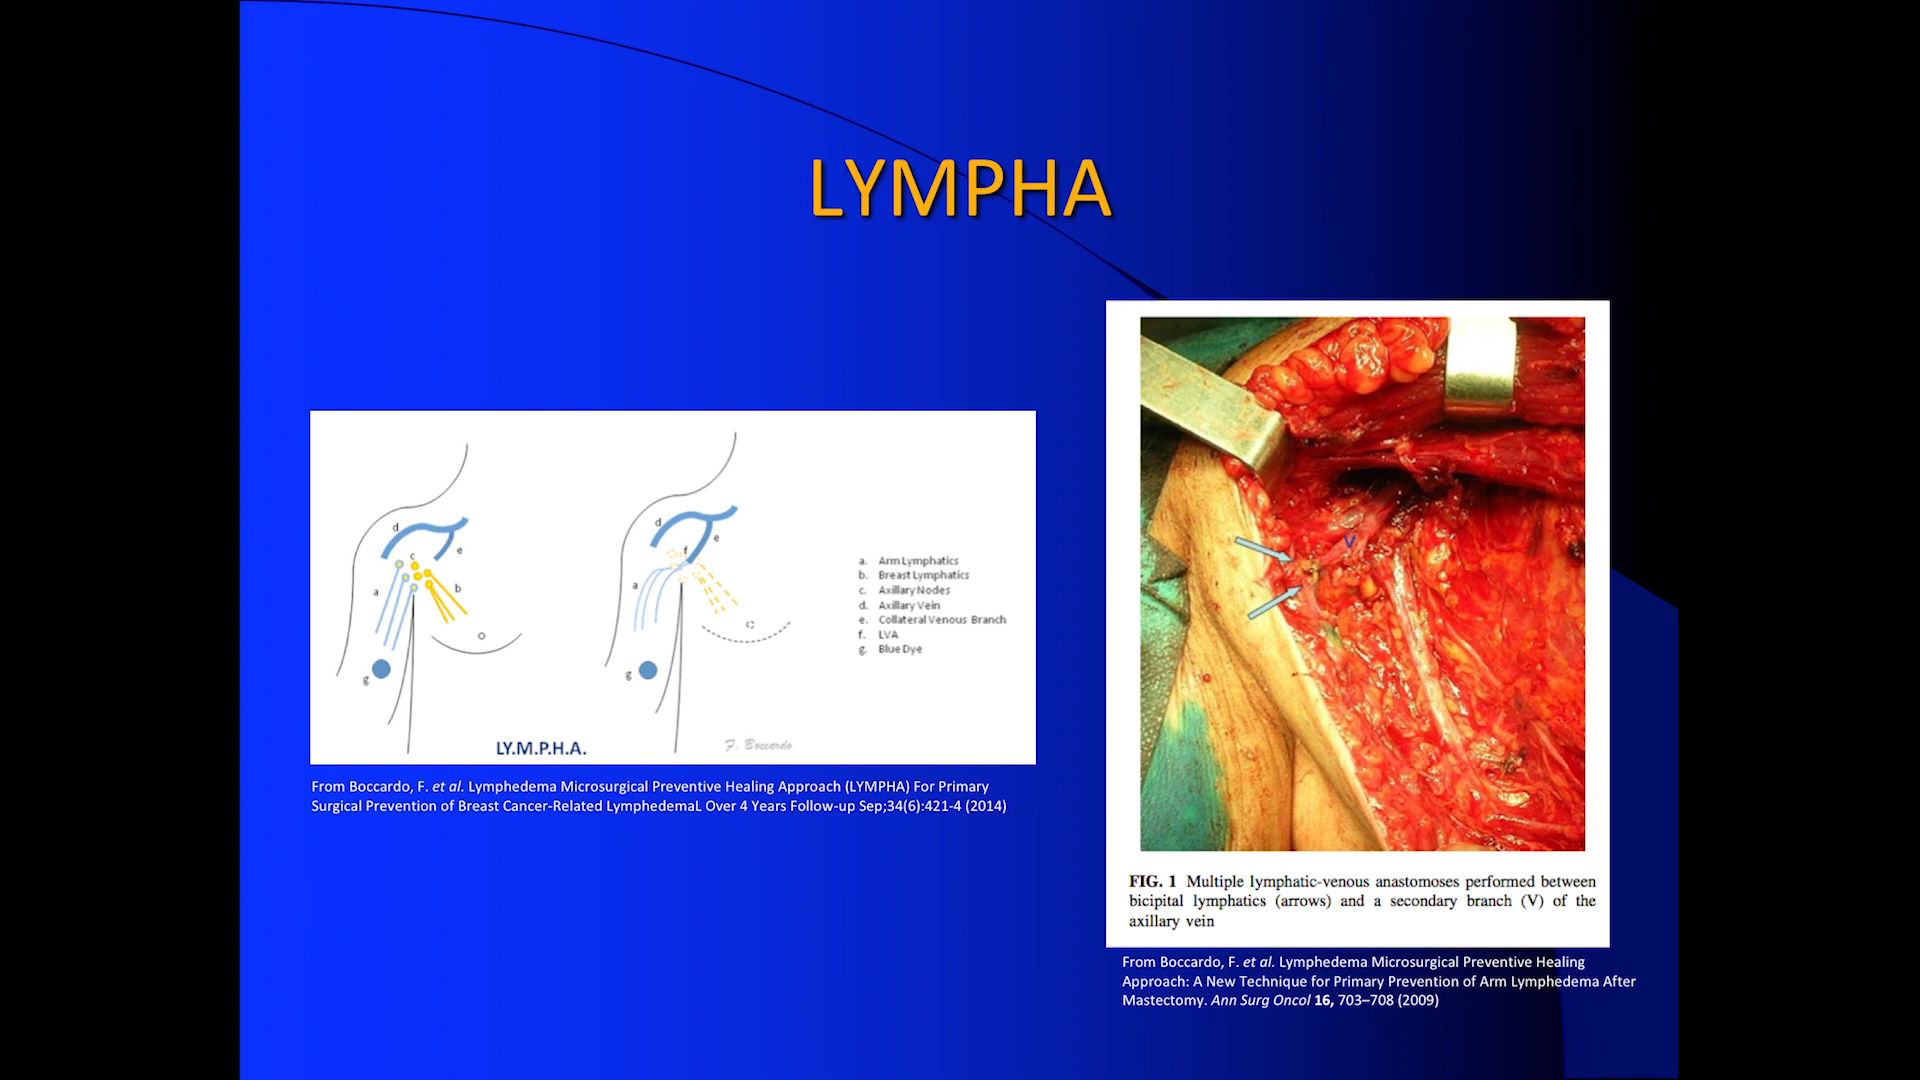 LYMPHA
d
c
e
a
b
g
d
f
e
a
g
a. Arm Lymphatics
b. Breast Lymphatics
c. Axillary Nodes
d. Axillary Vein
e. Collateral Venous Branch
f. LVA
g. Blue Dye
LY.M.P.H.A.
F. Boccardo
From Boccardo, F. et al. Lymphedema Microsurgical Preventive Healing Approach (LYMPHA) For Primary
Surgical Prevention of Breast Cancer-Related LymphedemaL Over 4 Years Follow-up Sep;34(6):421-4 (2014)
V
FIG. 1 Multiple lymphatic-venous anastomoses performed between
bicipital lymphatics (arrows) and a secondary branch (V) of the
axillary vein
From Boccardo, F. et al. Lymphedema Microsurgical Preventive Healing
Approach: A New Technique for Primary Prevention of Arm Lymphedema After
Mastectomy. Ann Surg Oncol 16, 703–708 (2009)